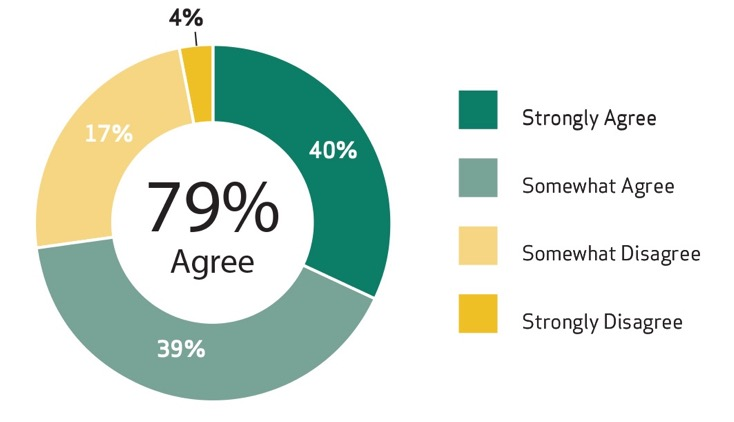 4%
17%
40%
79%
Agree
39%
Strongly Agree
Somewhat Agree
Somewhat Disagree
Strongly Disagree